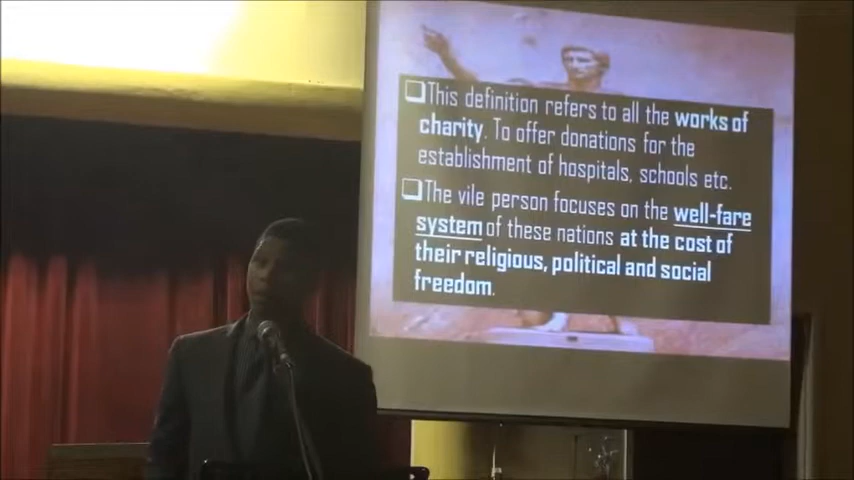 This definition refers to all the works of
charity. To offer donations for the
establishment of hospitals, schools etc.
The vile person focuses on the well-fare
system of these nations at the cost of
their religious, political and social
freedom.